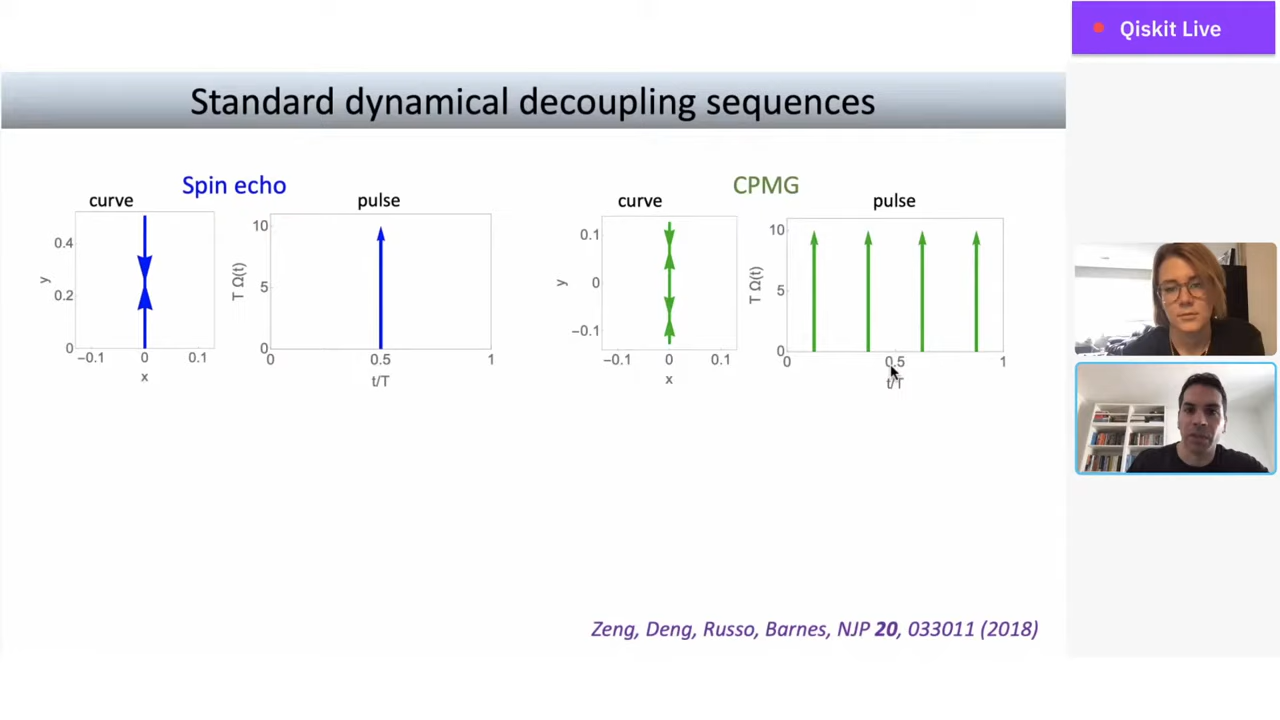 Qiskit Live
Standard dynamical decoupling sequences
Spin echo
curve
pulse
0.4
0.2
0
y
−0.1
0
0.1
x
10
5
0
T Ω(t)
0
0.5
1
t/T
CPMG
curve
pulse
0.1
0
−0.1
y
−0.1
0
0.1
x
10
5
0
T Ω(t)
0
0.5
1
t/T
Zeng, Deng, Russo, Barnes, NJP 20, 033011 (2018)